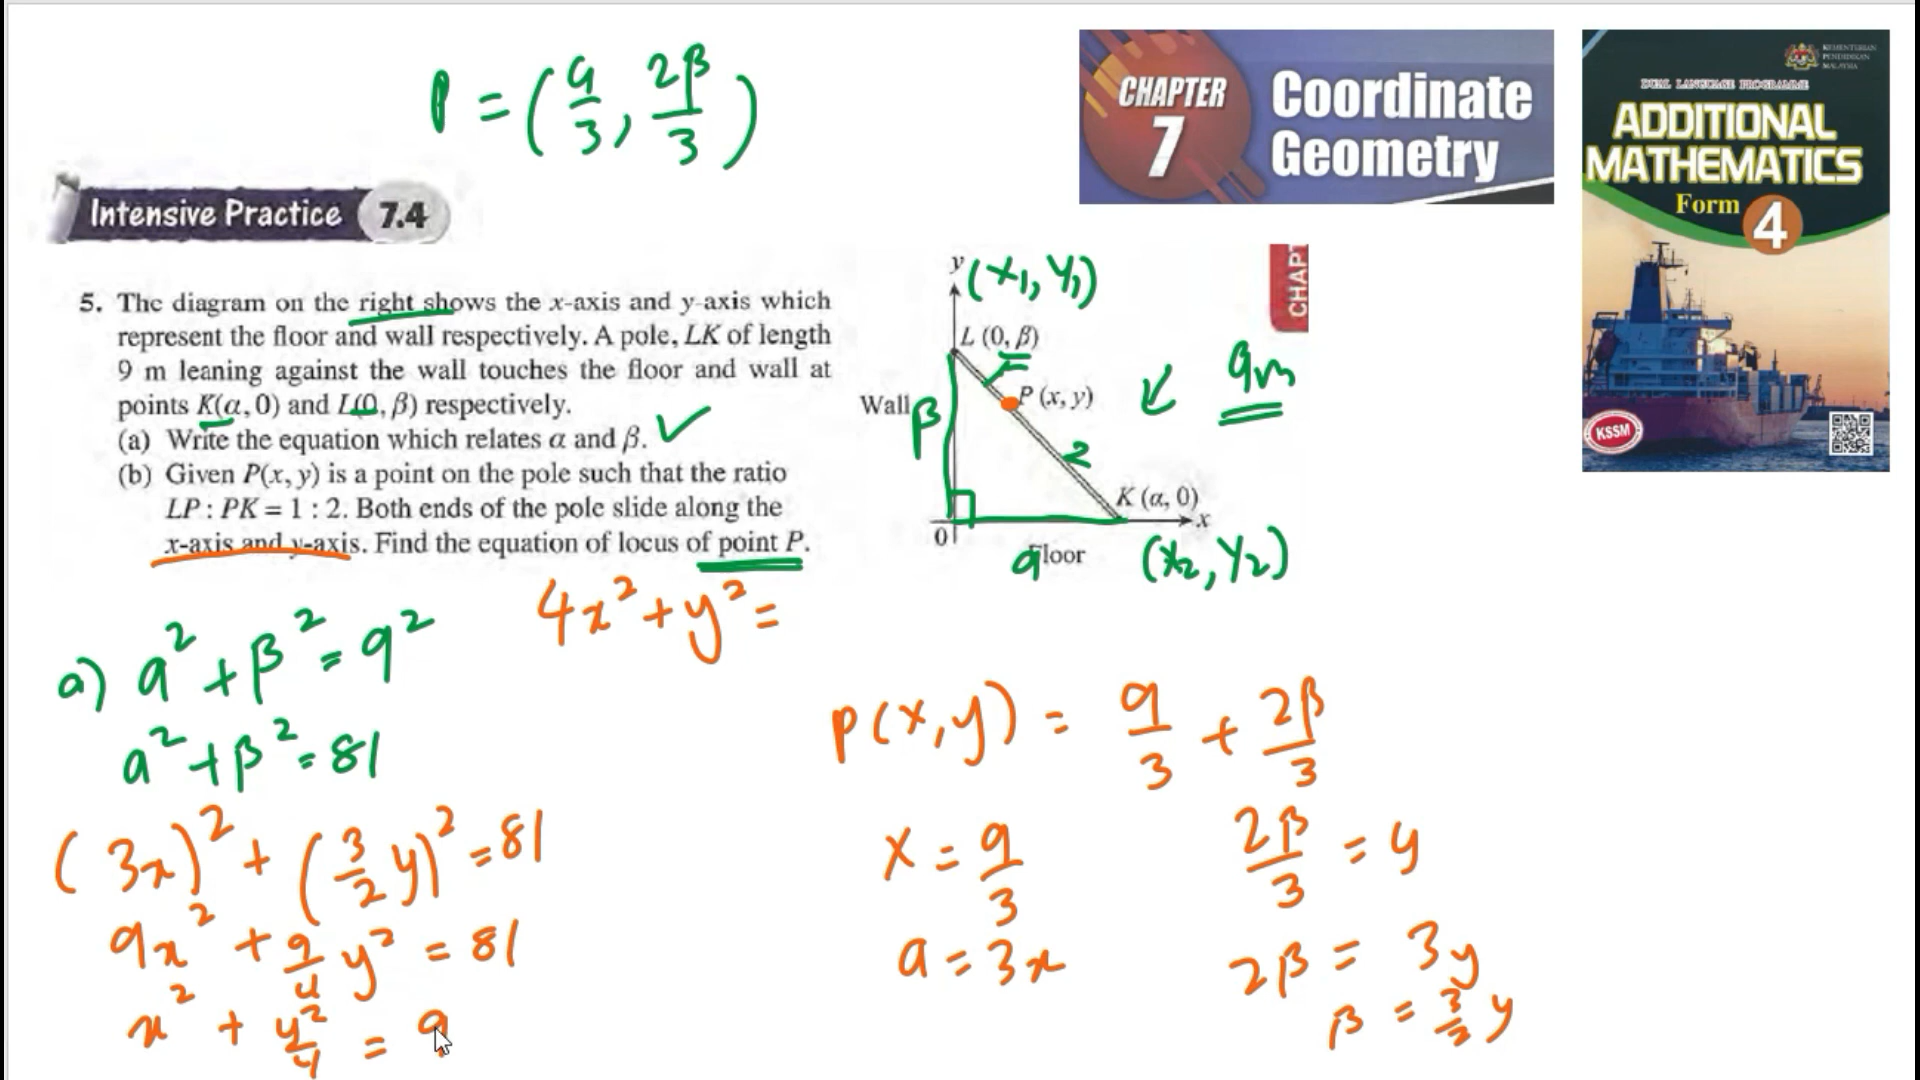 P = (a/3, 2β/3)
CHAPTER
7
Coordinate
Geometry
KEMENTERIAN
PENDIDIKAN
MALAYSIA
DUAL LANGUAGE PROGRAMME
ADDITIONAL
MATHEMATICS
Form 4
KSSM
Intensive Practice 7.4
5. The diagram on the right shows the x-axis and y-axis which
represent the floor and wall respectively. A pole, LK of length
9 m leaning against the wall touches the floor and wall at
points K(α, 0) and L(0, β) respectively.
(a) Write the equation which relates α and β.
(b) Given P(x, y) is a point on the pole such that the ratio
LP : PK = 1 : 2. Both ends of the pole slide along the
x-axis and y-axis. Find the equation of locus of point P.
CHAPT
y (x1, y1)
L (0, β)
1
P (x, y)
9m
Wall
β
2
K (α, 0)
x
0
a
Floor
(x2, y2)
4x² + y² =
a) a² + β² = 9²
a² + β² = 81
(3x)² + (3/2 y)² = 81
9x² + 9/4 y² = 81
x² + y²/4 = 9
P(x, y) = a/3 + 2β/3
x = a/3
a = 3x
2β/3 = y
2β = 3y
β = 3/2 y